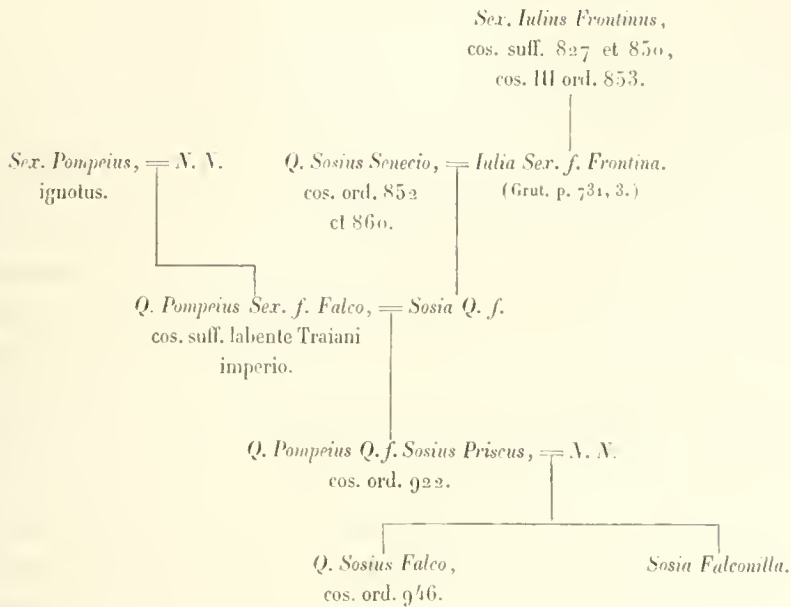 Sex. Iulius Frontinus,
cos. suff. 827 et 850,
cos. III ord. 853.
Sex. Pompeius, = N. N.
ignotus.
Q. Sosius Senecio, = Iulia Sex. f. Frontina.
cos. ord. 852
et 860.
(Grut. p. 731, 3.)
Q. Pompeius Sex. f. Falco, = Sosia Q. f.
cos. suff. labente Traiani
imperio.
Q. Pompeius Q. f. Sosius Priscus, = N. N.
cos. ord. 922.
Q. Sosius Falco,
cos. ord. 946.
Sosia Falconilla.